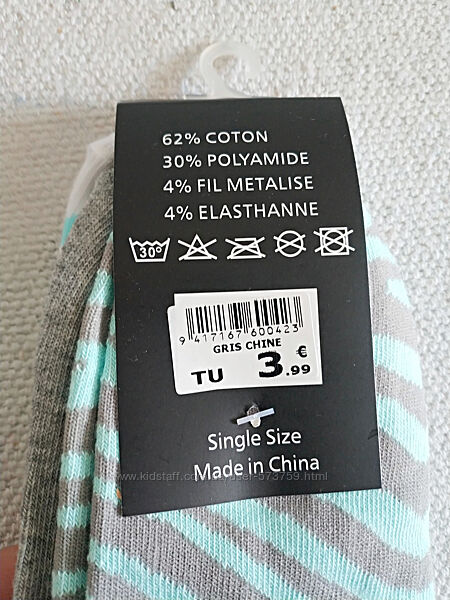 62% COTON
30% POLYAMIDE
4% FIL METALISE
4% ELASTHANNE
30°
9 417167 600423
GRIS CHINE
TU 3.99 €
Single Size
Made in China